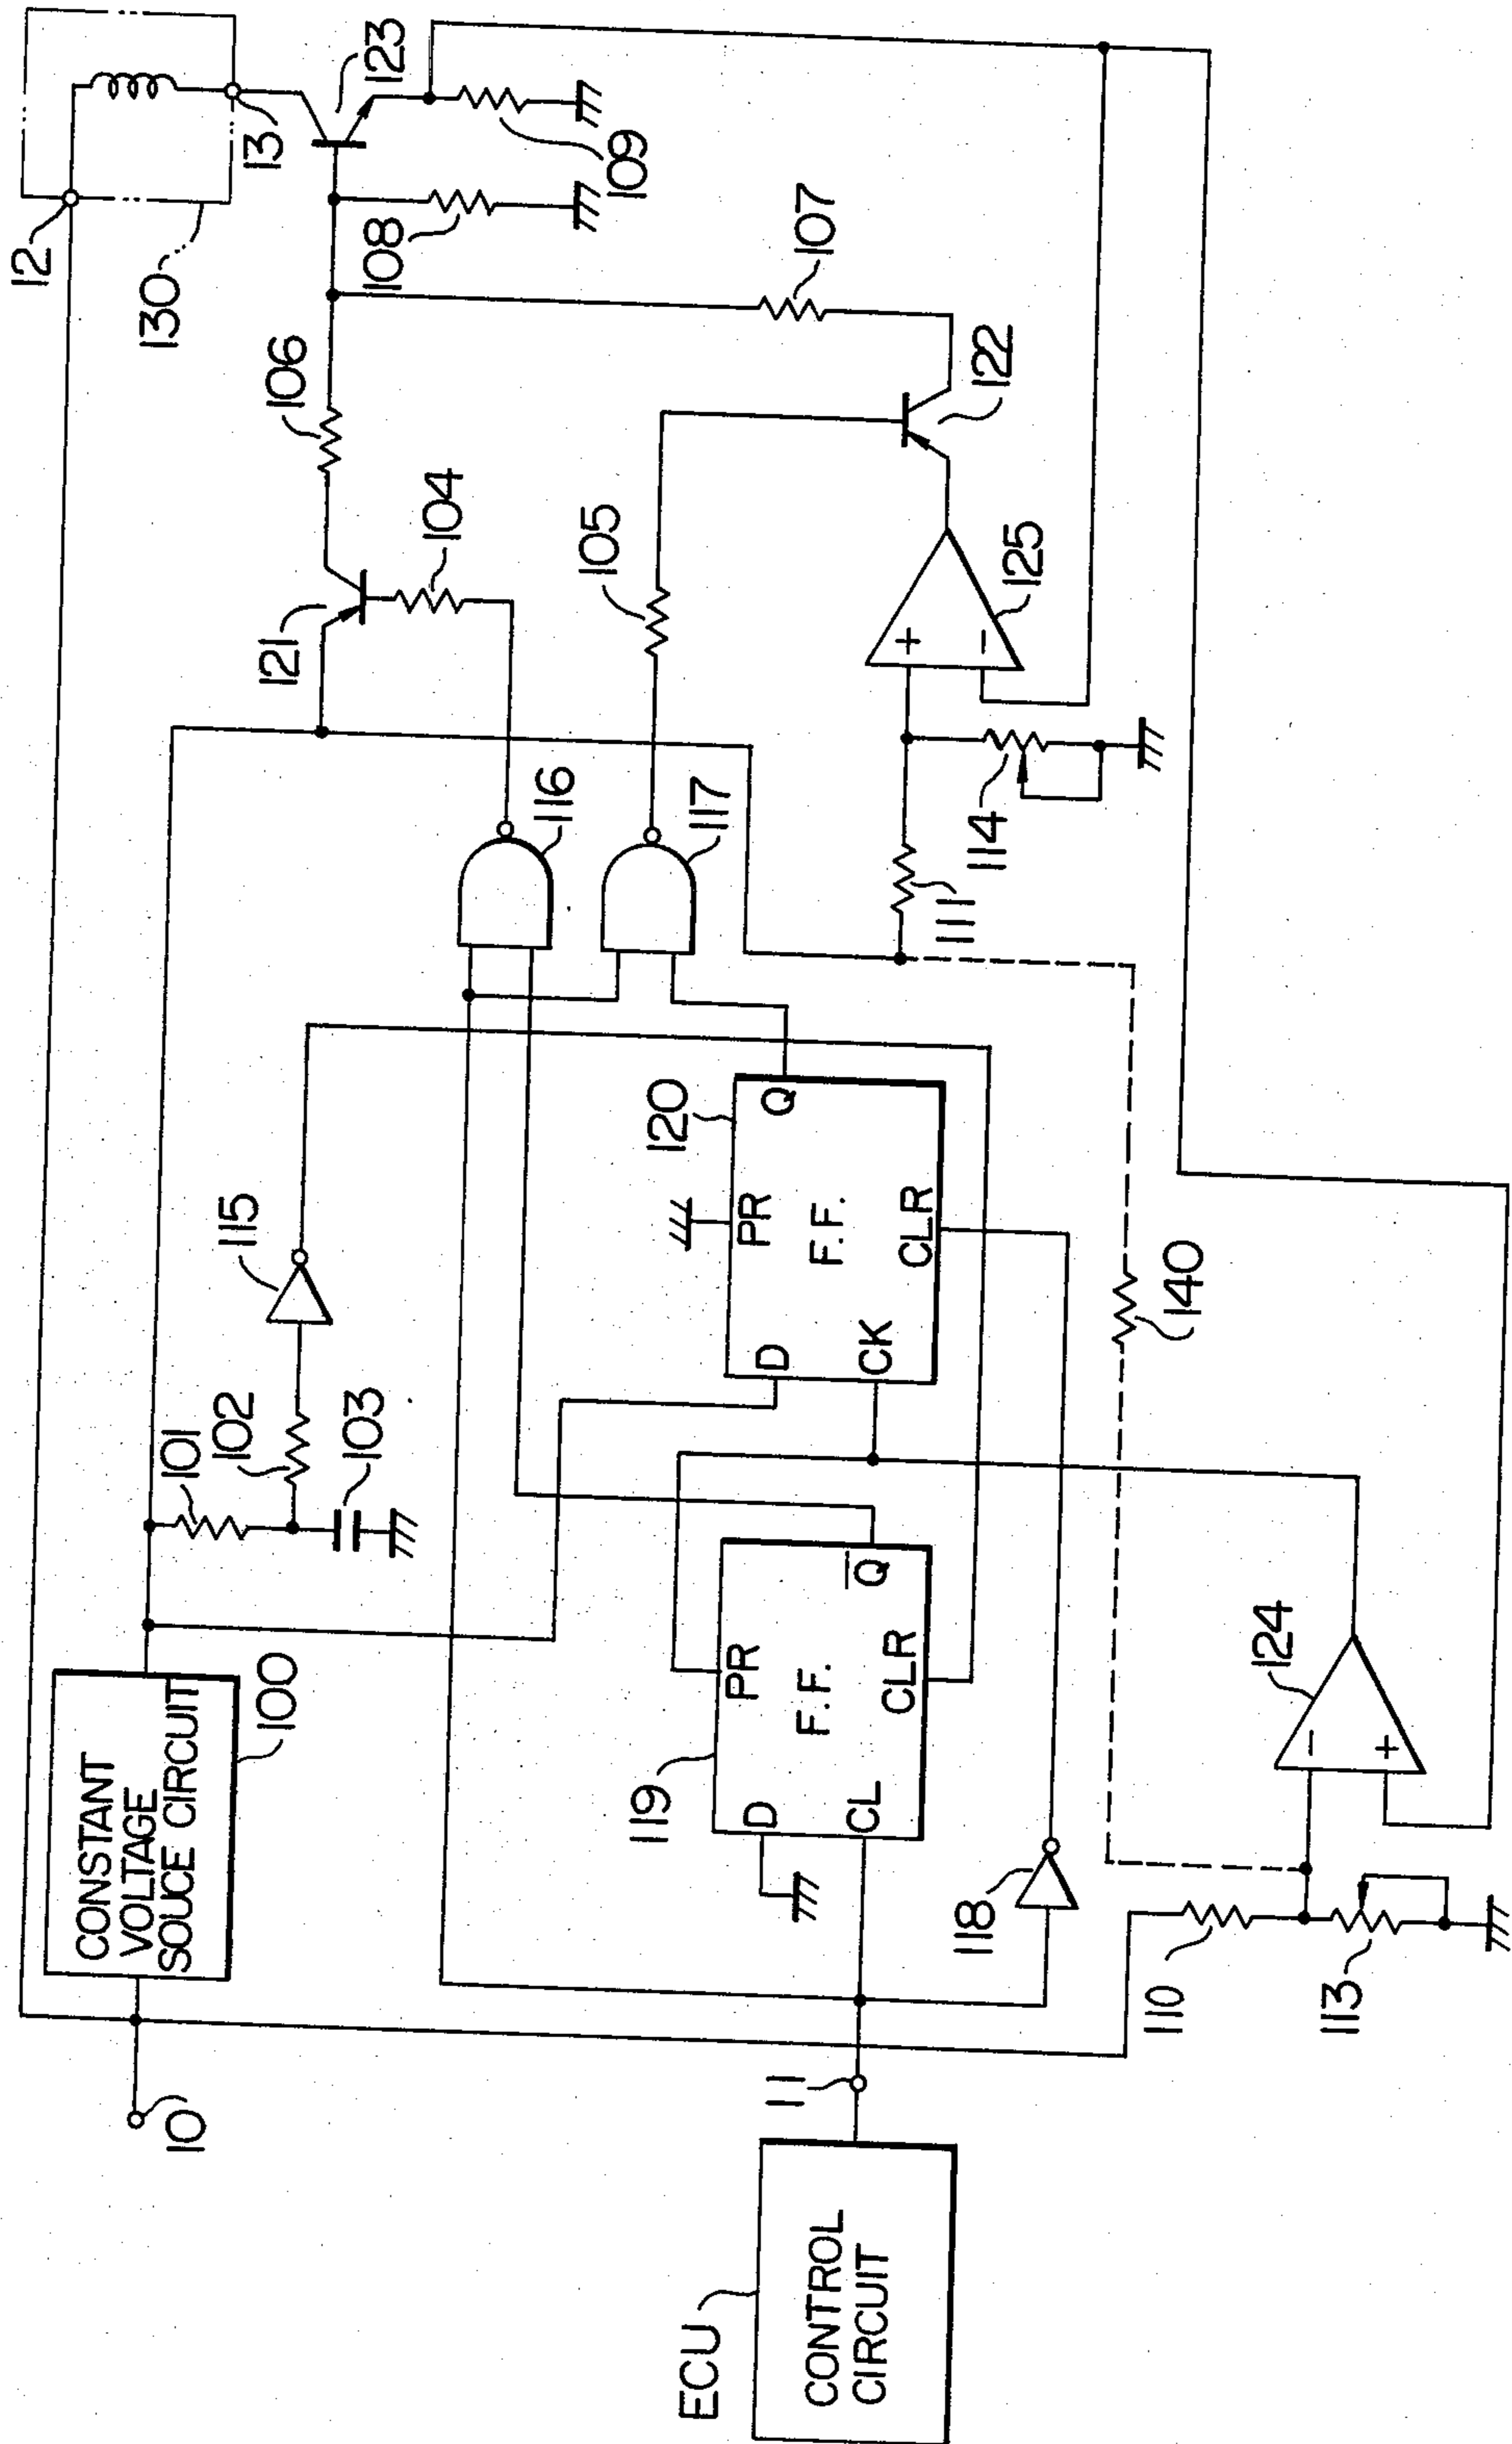 CONSTANT
VOLTAGE
SOUCE CIRCUIT
100
10
12
13
130
123
109
108
107
106
104
121
105
122
125
116
117
111
114
101
102
103
115
119
D
PR
F.F.
CL
CLR
Q
120
D
PR
F.F.
CK
CLR
Q
118
140
110
113
124
−
+
+
−
11
ECU
CONTROL
CIRCUIT